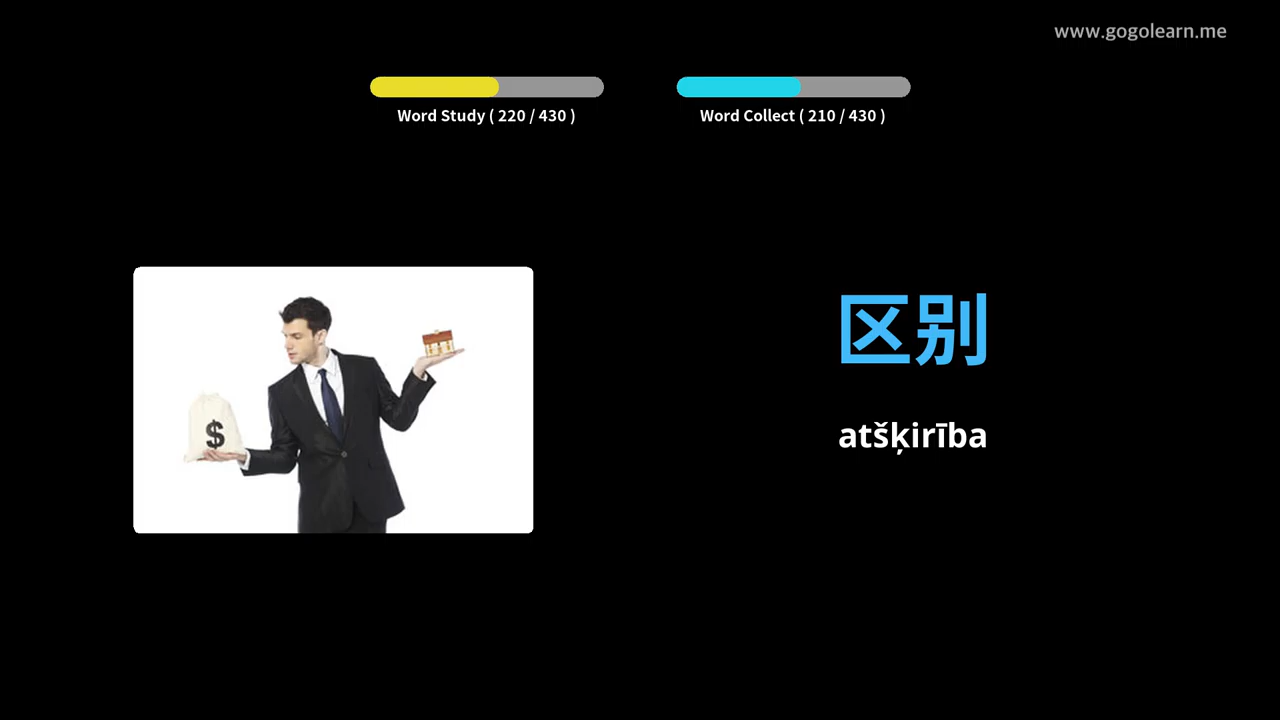 www.gogolearn.me
Word Study ( 220 / 430 )
Word Collect ( 210 / 430 )
$
区别
atšķirība